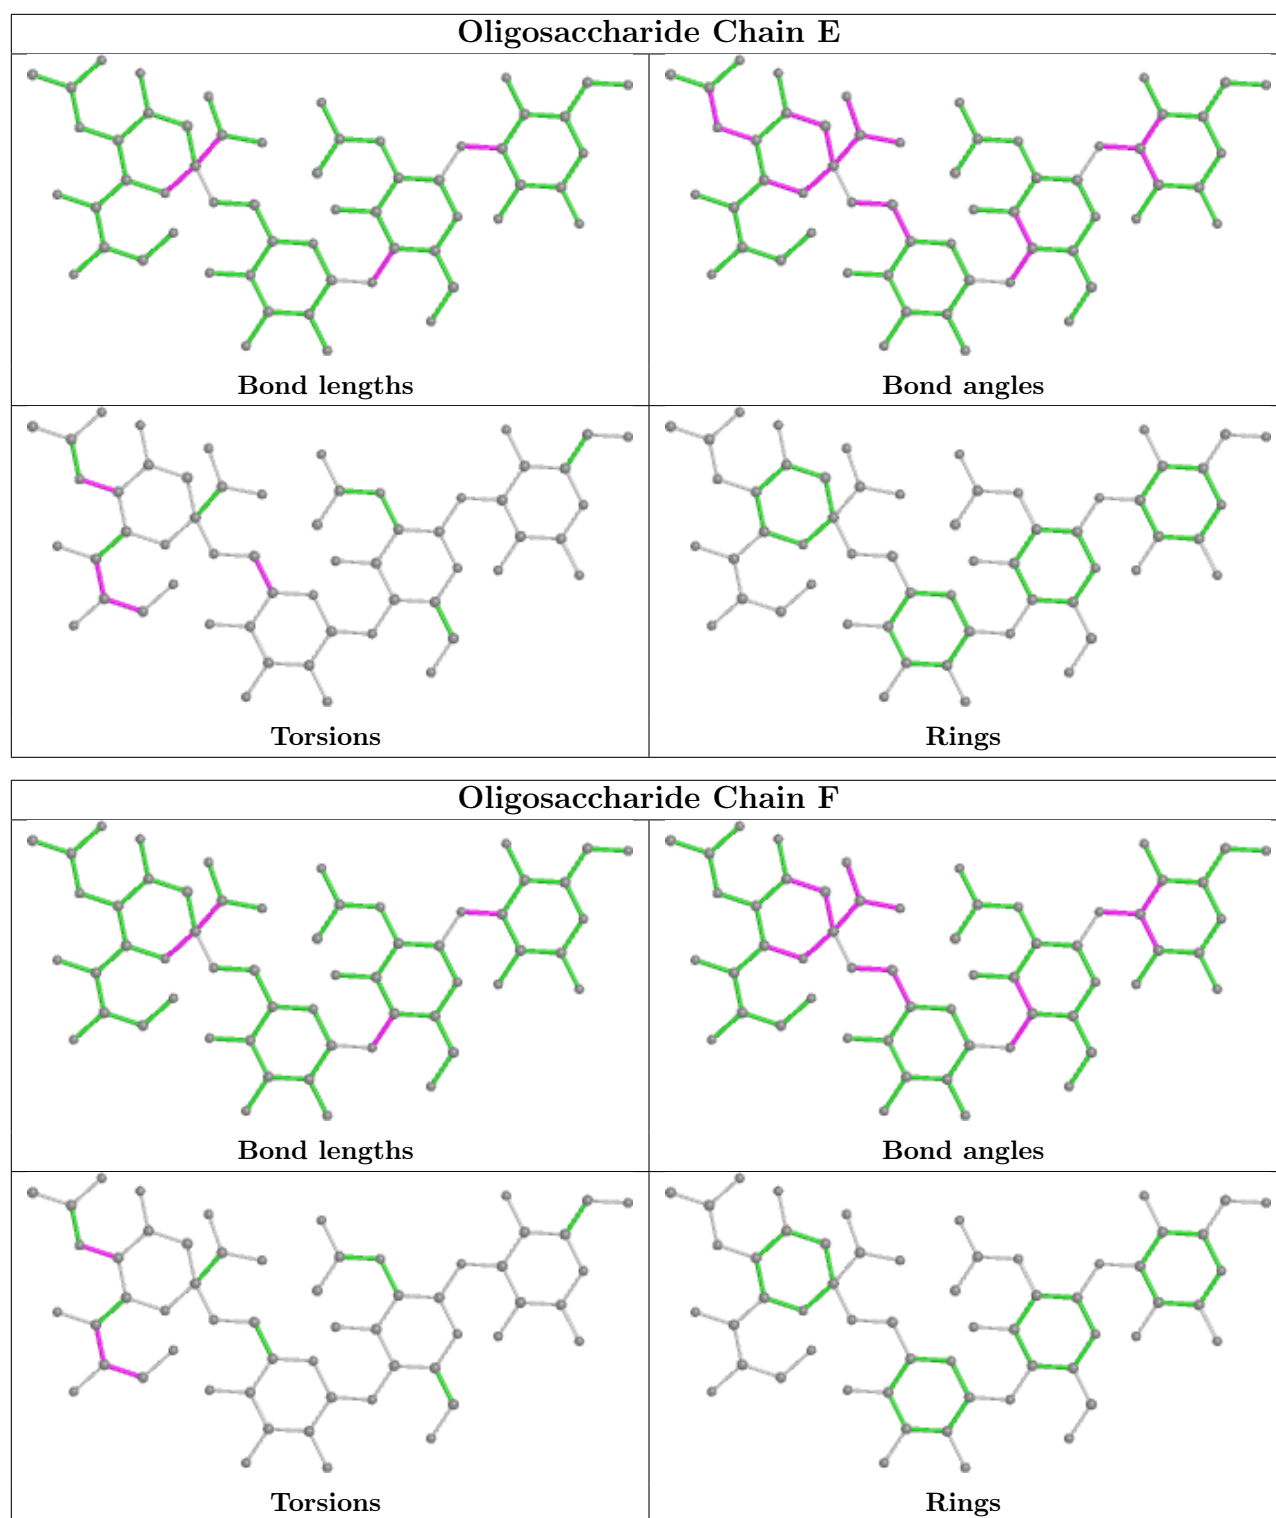 Oligosaccharide Chain E
Bond lengths
Bond angles
Torsions
Rings
Oligosaccharide Chain F
Bond lengths
Bond angles
Torsions
Rings